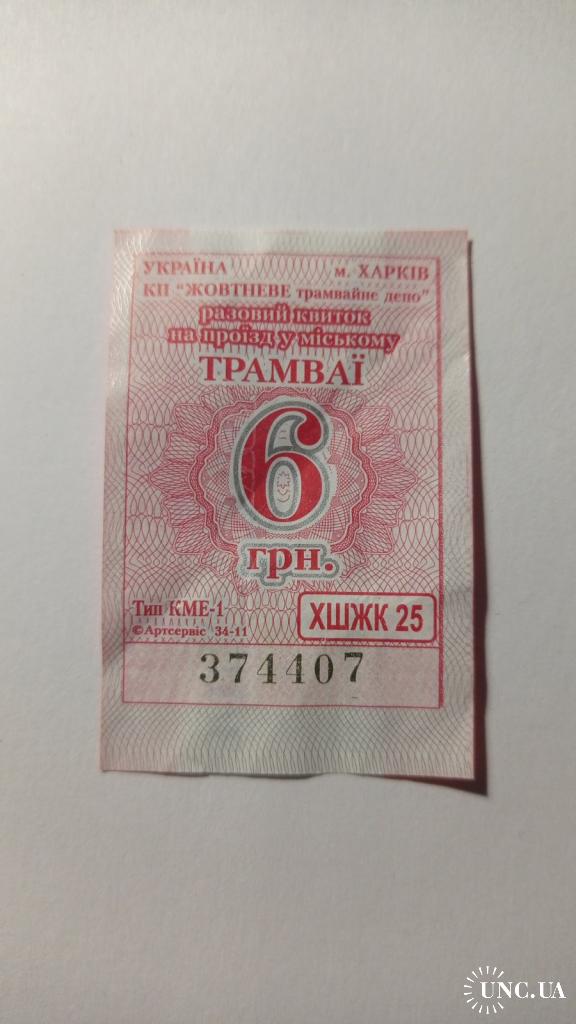 УКРАЇНА м. ХАРКІВ
КП "ЖОВТНЕВЕ трамвайне депо"
разовий квиток
на проїзд у міському
ТРАМВАЇ
6
грн.
Тип КМЕ-1
©Артсервіс 34-11
ХШЖК 25
374407
UNC.UA